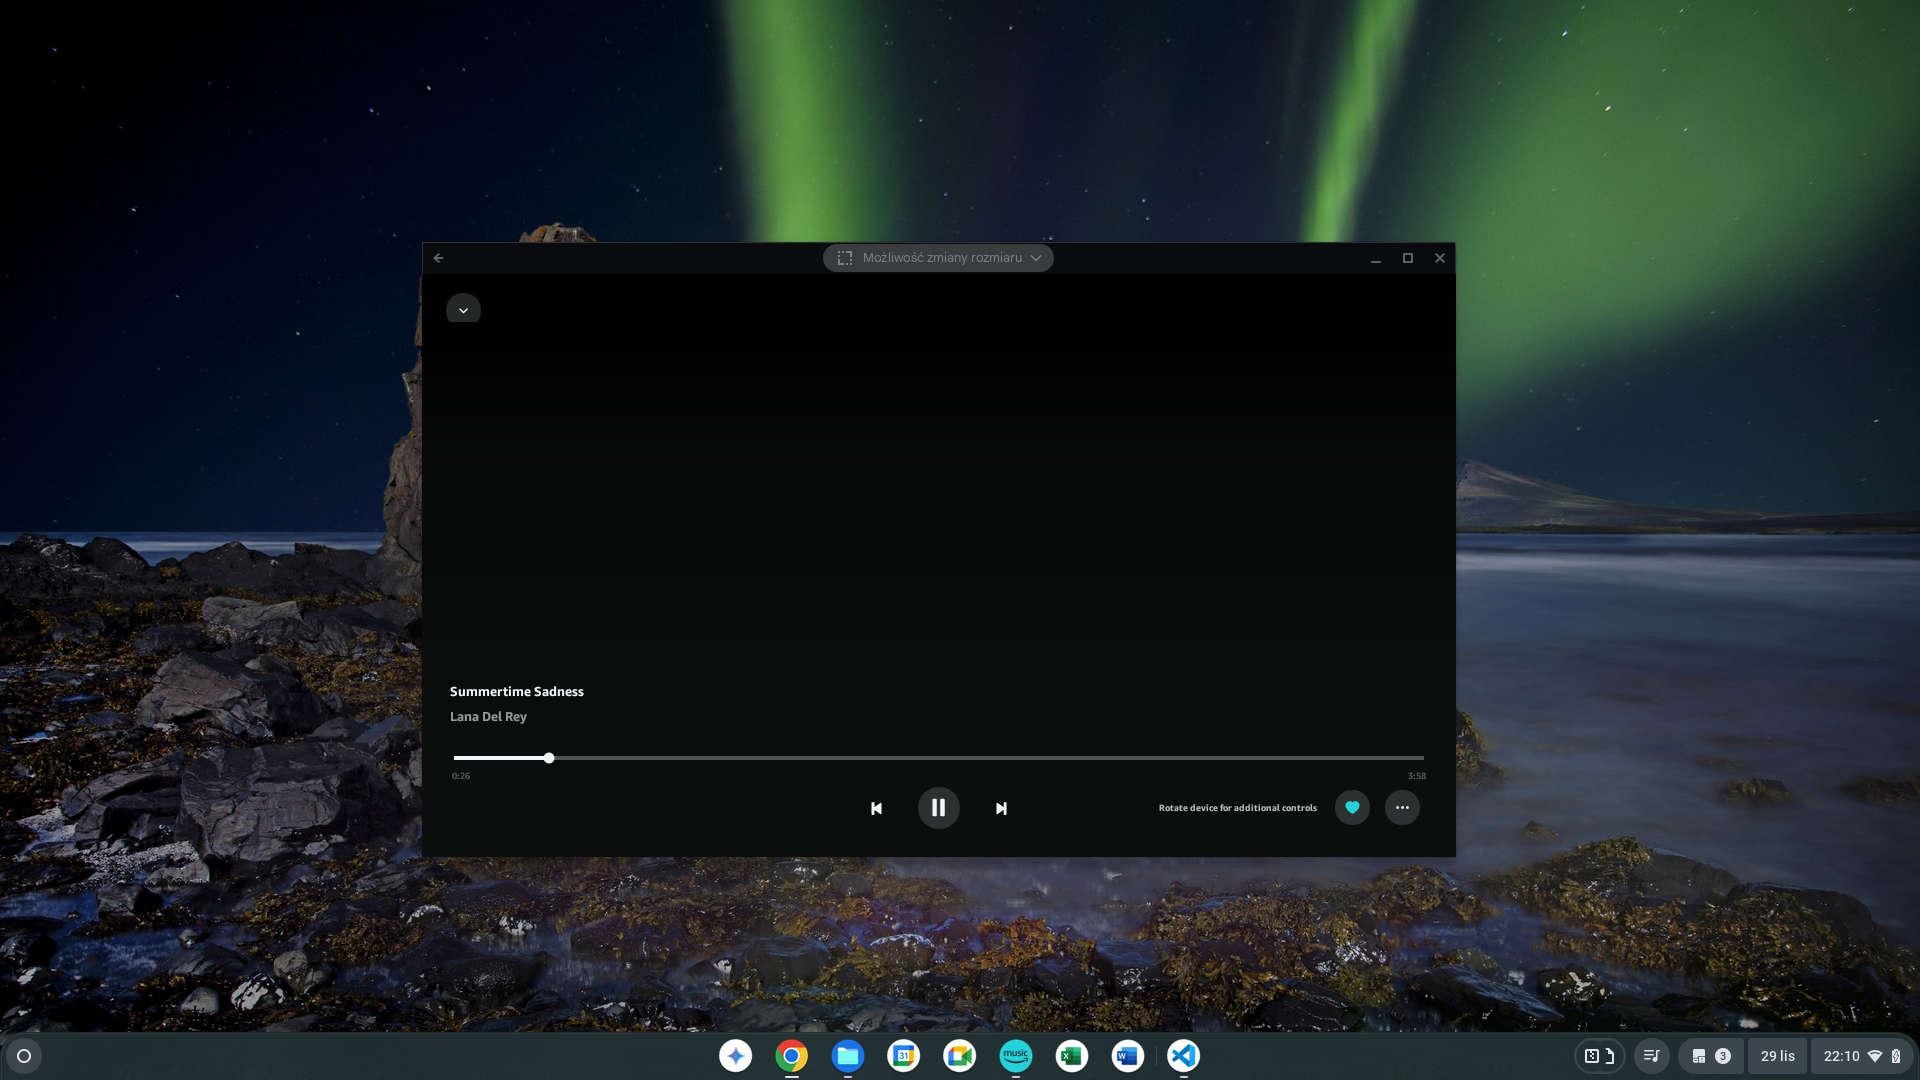 Możliwość zmiany rozmiaru
Summertime Sadness
Lana Del Rey
0:26
3:58
Rotate device for additional controls
31
music
X
W
3
29 lis
22:10